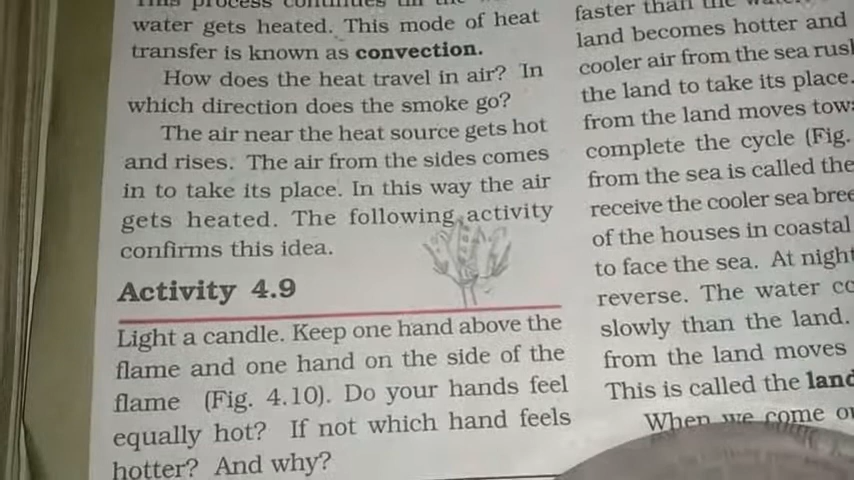 This process continues till the
water gets heated. This mode of heat
transfer is known as convection.
How does the heat travel in air? In
which direction does the smoke go?
The air near the heat source gets hot
and rises. The air from the sides comes
in to take its place. In this way the air
gets heated. The following activity
confirms this idea.
Activity 4.9
Light a candle. Keep one hand above the
flame and one hand on the side of the
flame (Fig. 4.10). Do your hands feel
equally hot? If not which hand feels
hotter? And why?
faster than the
land becomes hotter and
cooler air from the sea
the land to take its place.
from the land moves
complete the cycle (Fig.
from the sea is called the
receive the cooler sea
of the houses in coastal
to face the sea. At night
reverse. The water
slowly than the land.
from the land moves
This is called the land
When we come